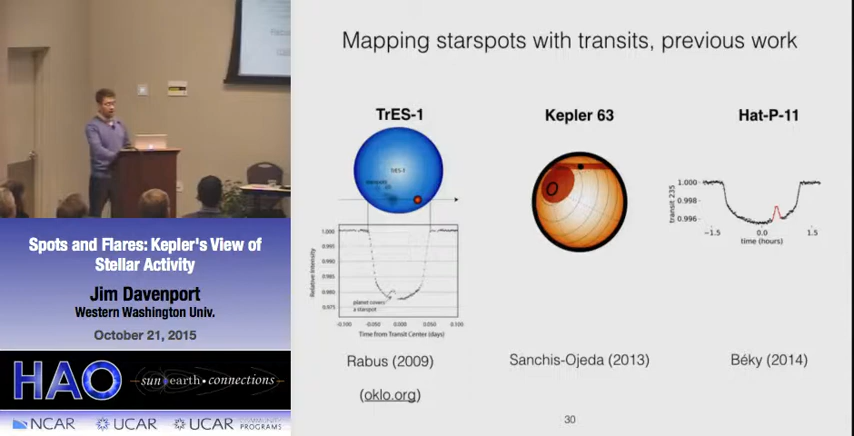 Mapping starspots with transits, previous work
TrES-1
Kepler 63
Hat-P-11
TRES-1
1.000
0.995
0.990
0.985
0.980
0.975
Relative Intensity
planet covers
a starspot
-0.100
-0.050
0.000
0.050
0.100
Time from Transit Center (days)
transit 235
1.000
0.998
0.996
−1.5
0.0
1.5
time (hours)
Rabus (2009)
(oklo.org)
Sanchis-Ojeda (2013)
Béky (2014)
30
Spots and Flares: Kepler's View of
Stellar Activity
Jim Davenport
Western Washington Univ.
October 21, 2015
HAO
sun earth • connections
NCAR
UCAR
UCAR
PROGRAMS